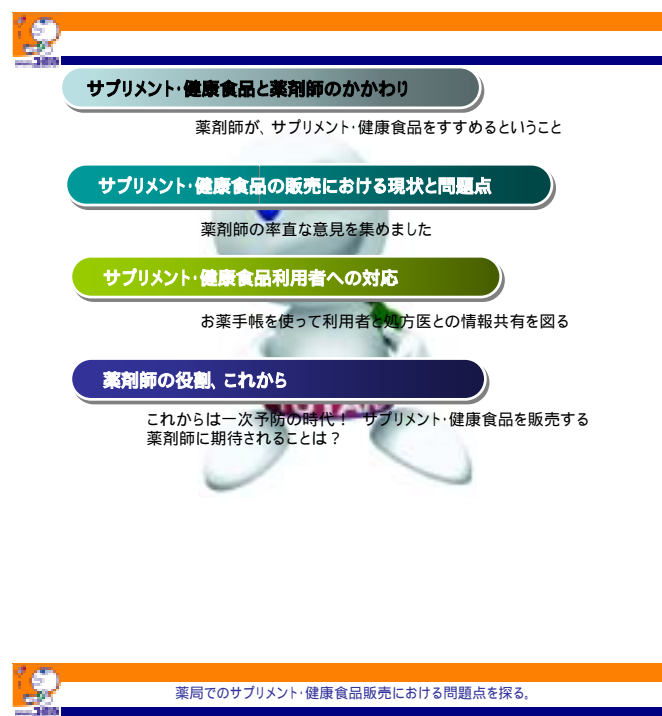 サプリメント・健康食品と薬剤師のかかわり
薬剤師が、サプリメント・健康食品をすすめるということ
サプリメント・健康食品の販売における現状と問題点
薬剤師の率直な意見を集めました
サプリメント・健康食品利用者への対応
お薬手帳を使って利用者と処方医との情報共有を図る
薬剤師の役割、これから
これからは一次予防の時代！　サプリメント・健康食品を販売する
薬剤師に期待されることは？
薬局でのサプリメント・健康食品販売における問題点を探る。